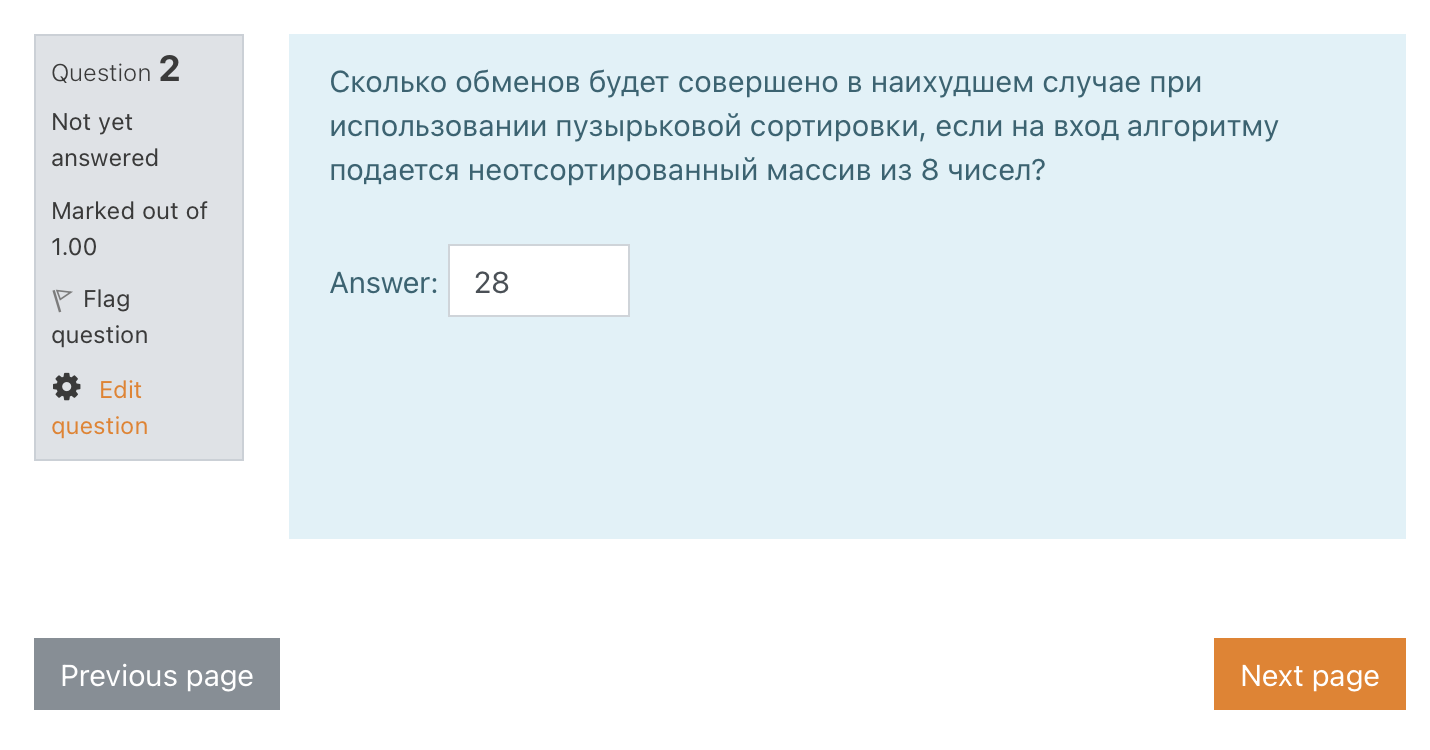 Question 2
Not yet
answered
Marked out of
1.00
Flag
question
Edit
question
Сколько обменов будет совершено в наихудшем случае при
использовании пузырьковой сортировки, если на вход алгоритму
подается неотсортированный массив из 8 чисел?
Answer: 28
Previous page
Next page